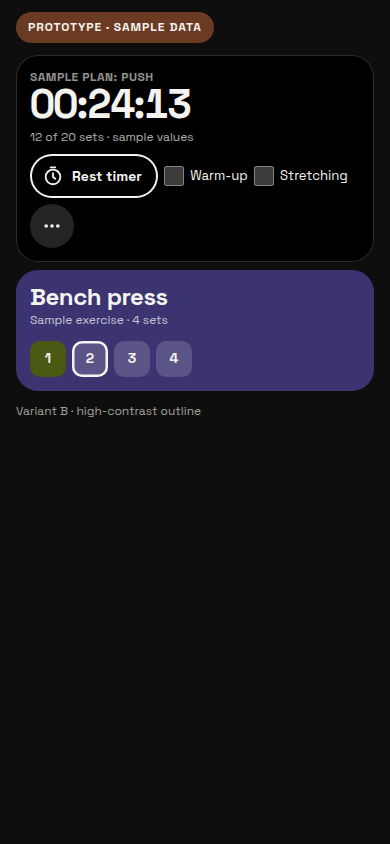 PROTOTYPE · SAMPLE DATA
SAMPLE PLAN: PUSH
00:24:13
12 of 20 sets · sample values
Rest timer Warm-up Stretching
Bench press
Sample exercise · 4 sets
1 2 3 4
Variant B · high-contrast outline